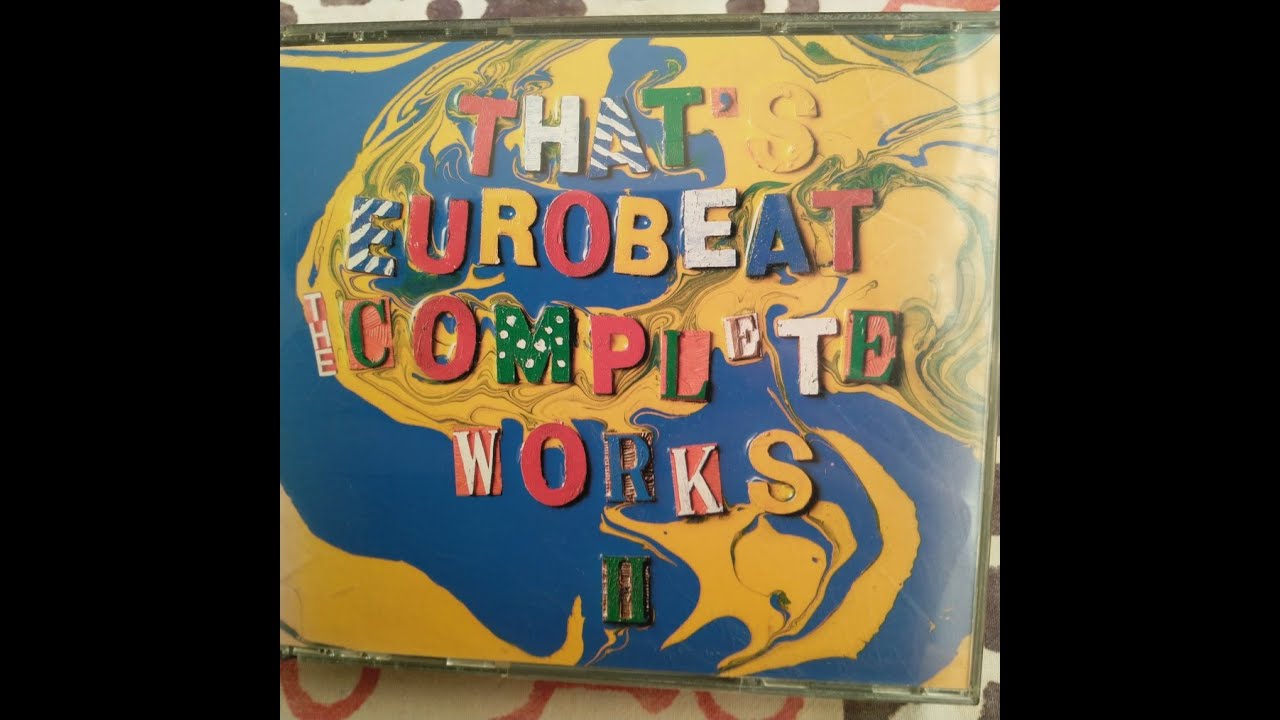 THAT'S
EUROBEAT
THE COMPLETE
WORKS
II